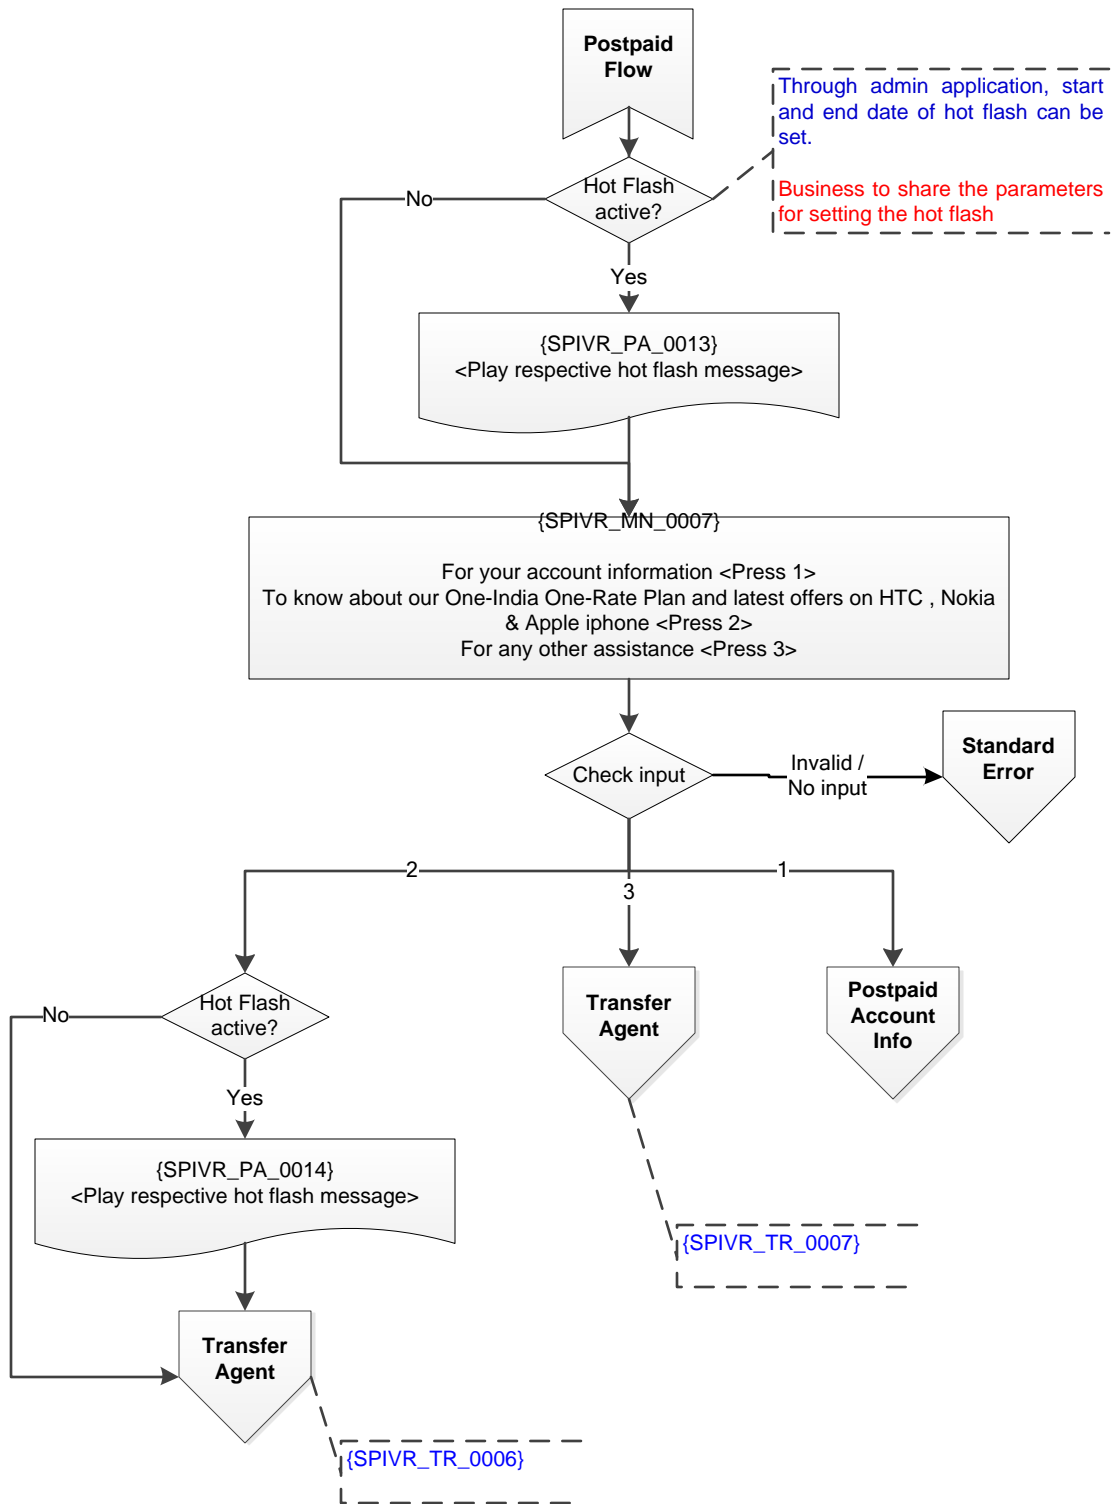 Postpaid
Flow
Through admin application, start
and end date of hot flash can be
set.
Business to share the parameters
for setting the hot flash
Hot Flash
active?
No
Yes
{SPIVR_PA_0013}
<Play respective hot flash message>
{SPIVR_MN_0007}
For your account information <Press 1>
To know about our One-India One-Rate Plan and latest offers on HTC , Nokia
& Apple iphone <Press 2>
For any other assistance <Press 3>
Check input
Invalid /
No input
Standard
Error
2
3
1
Hot Flash
active?
No
Yes
Transfer
Agent
Postpaid
Account
Info
{SPIVR_PA_0014}
<Play respective hot flash message>
{SPIVR_TR_0007}
Transfer
Agent
{SPIVR_TR_0006}